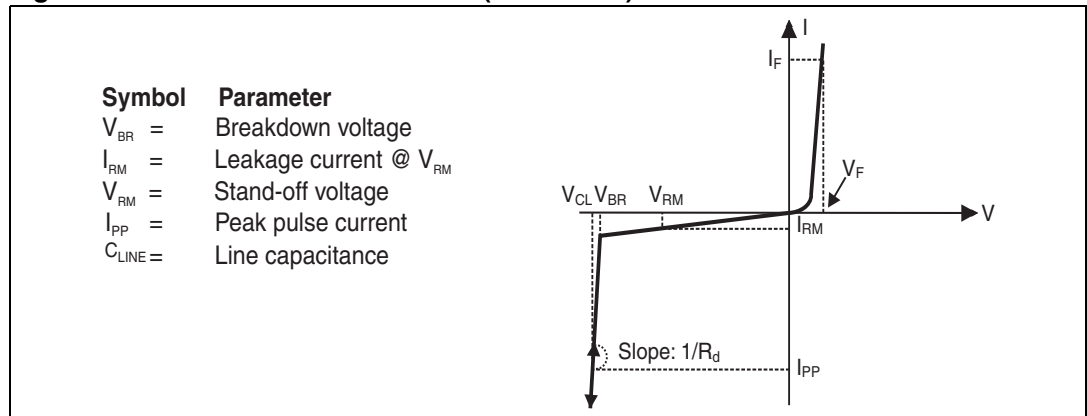 Symbol Parameter
VBR = Breakdown voltage
IRM = Leakage current @ VRM
VRM = Stand-off voltage
IPP = Peak pulse current
CLINE = Line capacitance
I
IF
VF
VCL VBR VRM
V
IRM
Slope: 1/Rd
IPP